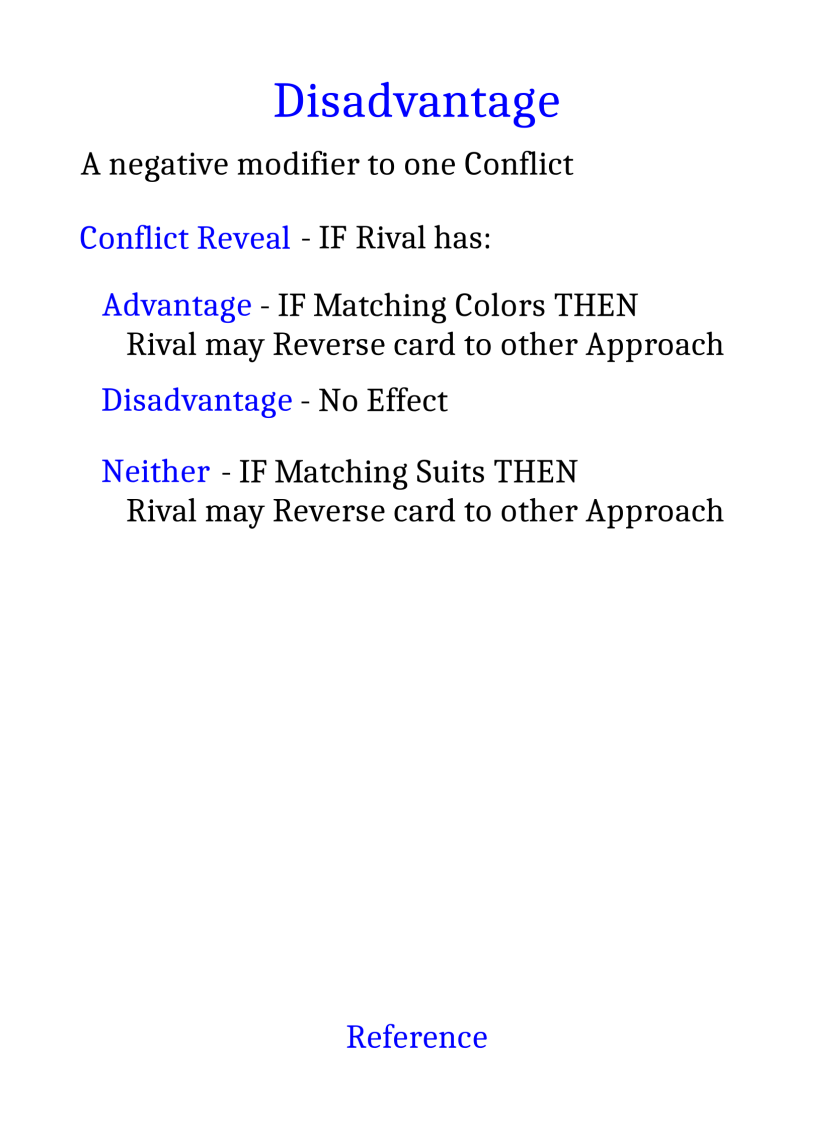 Disadvantage
A negative modifier to one Conflict
Conflict Reveal - IF Rival has:
Advantage - IF Matching Colors THEN
Rival may Reverse card to other Approach
Disadvantage - No Effect
Neither - IF Matching Suits THEN
Rival may Reverse card to other Approach
Reference